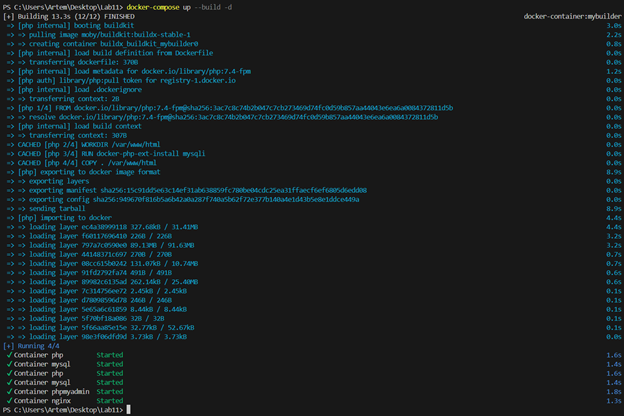 PS C:\Users\Artem\Desktop\Lab11> docker-compose up --build -d
[+] Building 13.3s (12/12) FINISHED docker-container:mybuilder
=> [php internal] booting buildkit 3.0s
=> => pulling image moby/buildkit:buildx-stable-1 2.2s
=> => creating container buildx_buildkit_mybuilder0 0.8s
=> [php internal] load build definition from Dockerfile 0.0s
=> => transferring dockerfile: 370B 0.0s
=> [php internal] load metadata for docker.io/library/php:7.4-fpm 1.2s
=> [php auth] library/php:pull token for registry-1.docker.io 0.0s
=> [php internal] load .dockerignore 0.0s
=> => transferring context: 2B 0.0s
=> [php 1/4] FROM docker.io/library/php:7.4-fpm@sha256:3ac7c8c74b2b047c7cb273469d74fc0d59b857aa44043e6ea6a0084372811d5b 0.0s
=> => resolve docker.io/library/php:7.4-fpm@sha256:3ac7c8c74b2b047c7cb273469d74fc0d59b857aa44043e6ea6a0084372811d5b 0.0s
=> [php internal] load build context 0.0s
=> => transferring context: 307B 0.0s
=> CACHED [php 2/4] WORKDIR /var/www/html 0.0s
=> CACHED [php 3/4] RUN docker-php-ext-install mysqli 0.0s
=> CACHED [php 4/4] COPY . /var/www/html 0.0s
=> [php] exporting to docker image format 8.9s
=> => exporting layers 0.0s
=> => exporting manifest sha256:15c91dd5e63c14ef31ab638859fc780be04cdc25ea31ffaecf6ef6805d6edd08 0.0s
=> => exporting config sha256:949670f816b5a6b42a0a287f740a5b62f72e377b140a4e1d43b5e8e1ddce449a 0.0s
=> => sending tarball 8.9s
=> [php] importing to docker 4.4s
=> => loading layer ec4a38999118 327.68kB / 31.41MB 4.4s
=> => loading layer f60117696410 226B / 226B 3.2s
=> => loading layer 797a7c0590e0 89.13MB / 91.63MB 3.2s
=> => loading layer 44148371c697 270B / 270B 0.7s
=> => loading layer 08cc615b0242 131.07kB / 10.74MB 0.7s
=> => loading layer 91fd2792fa74 491B / 491B 0.6s
=> => loading layer 89982c6135ad 262.14kB / 25.40MB 0.6s
=> => loading layer 7c314756ee72 2.45kB / 2.45kB 0.1s
=> => loading layer d78098596d78 246B / 246B 0.1s
=> => loading layer 5e65a6c61859 8.44kB / 8.44kB 0.1s
=> => loading layer 5f70bf18a086 32B / 32B 0.1s
=> => loading layer 5f66aa85e15e 32.77kB / 52.67kB 0.1s
=> => loading layer 98e3f06dfd9d 3.73kB / 3.73kB 0.0s
[+] Running 4/4
✓ Container php Started 1.6s
✓ Container mysql Started 1.4s
✓ Container php Started 1.6s
✓ Container mysql Started 1.4s
✓ Container phpmyadmin Started 1.8s
✓ Container nginx Started 1.3s
PS C:\Users\Artem\Desktop\Lab11>